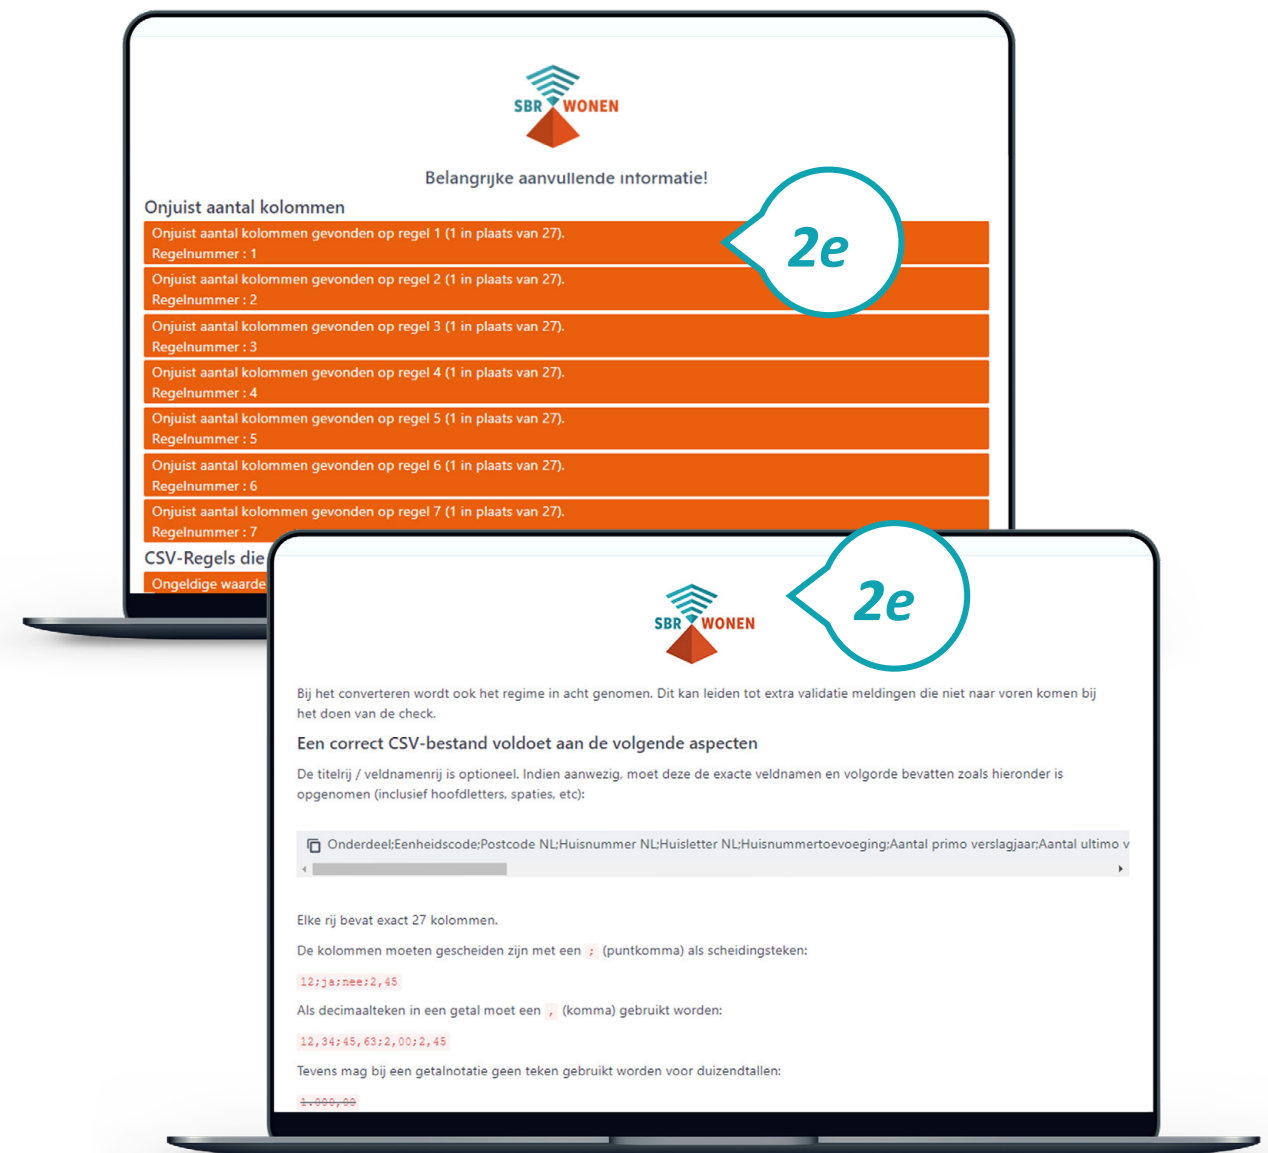 SBR WONEN
Belangrijke aanvullende informatie!
Onjuist aantal kolommen
Onjuist aantal kolommen gevonden op regel 1 (1 in plaats van 27).
Regelnummer : 1
2e
Onjuist aantal kolommen gevonden op regel 2 (1 in plaats van 27).
Regelnummer : 2
Onjuist aantal kolommen gevonden op regel 3 (1 in plaats van 27).
Regelnummer : 3
Onjuist aantal kolommen gevonden op regel 4 (1 in plaats van 27).
Regelnummer : 4
Onjuist aantal kolommen gevonden op regel 5 (1 in plaats van 27).
Regelnummer : 5
Onjuist aantal kolommen gevonden op regel 6 (1 in plaats van 27).
Regelnummer : 6
Onjuist aantal kolommen gevonden op regel 7 (1 in plaats van 27).
Regelnummer : 7
CSV-Regels die
Ongeldige waarde
SBR WONEN
2e
Bij het converteren wordt ook het regime in acht genomen. Dit kan leiden tot extra validatie meldingen die niet naar voren komen bij
het doen van de check.
Een correct CSV-bestand voldoet aan de volgende aspecten
De titelrij / veldnamenrij is optioneel. Indien aanwezig, moet deze de exacte veldnamen en volgorde bevatten zoals hieronder is
opgenomen (inclusief hoofdletters, spaties, etc):
Onderdeel;Eenheidscode;Postcode NL;Huisnummer NL;Huisletter NL;Huisnummertoevoeging;Aantal primo verslagjaar;Aantal ultimo v
Elke rij bevat exact 27 kolommen.
De kolommen moeten gescheiden zijn met een ; (puntkomma) als scheidingsteken:
12;ja;nee;2,45
Als decimaalteken in een getal moet een , (komma) gebruikt worden:
12,34;45,63;2,00;2,45
Tevens mag bij een getalnotatie geen teken gebruikt worden voor duizendtallen:
1.000,00